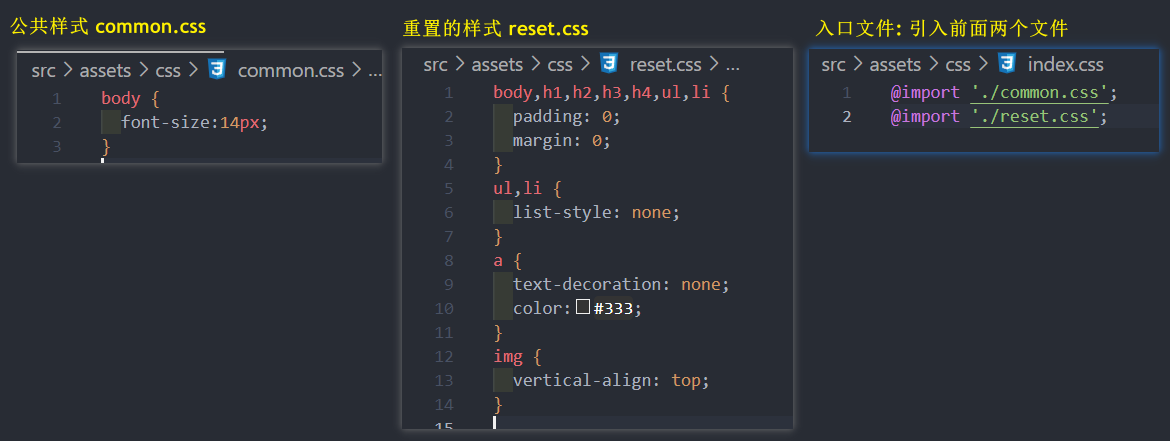 公共样式 common.css
src > assets > css > common.css > ...
1 body {
2 font-size:14px;
3 }
重置的样式 reset.css
src > assets > css > reset.css > ...
1 body,h1,h2,h3,h4,ul,li {
2 padding: 0;
3 margin: 0;
4 }
5 ul,li {
6 list-style: none;
7 }
8 a {
9 text-decoration: none;
10 color: #333;
11 }
12 img {
13 vertical-align: top;
14 }
15
入口文件: 引入前面两个文件
src > assets > css > index.css
1 @import './common.css';
2 @import './reset.css';